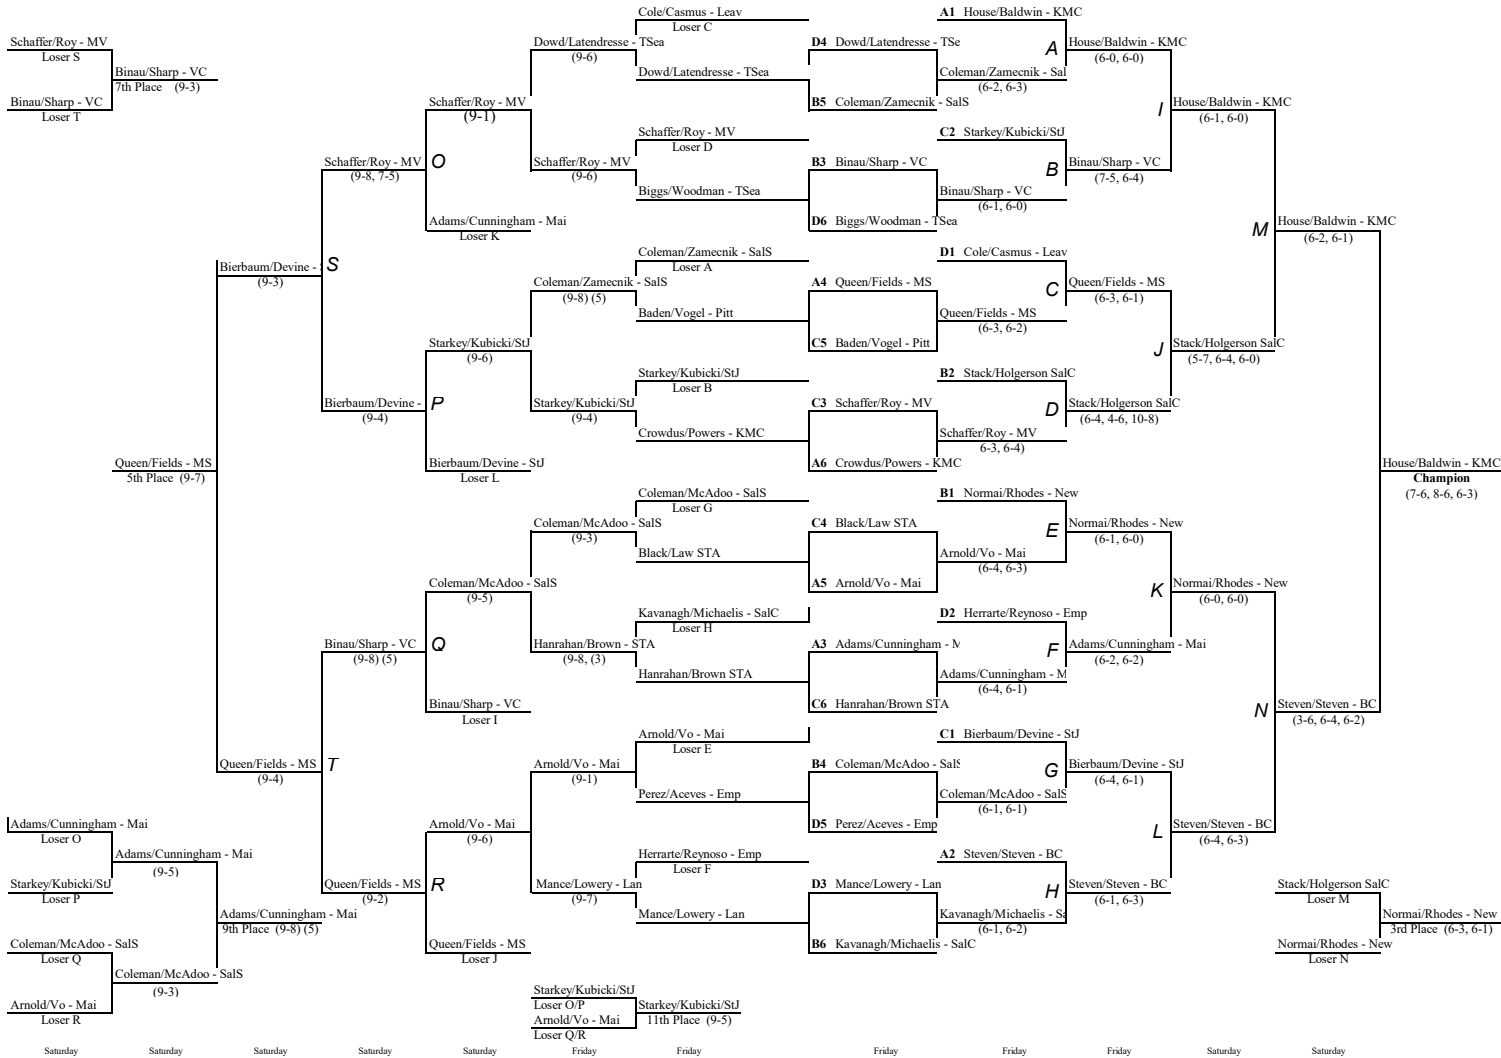 Cole/Casmus - Leav
A1 House/Baldwin - KMC
Loser C
Schaffer/Roy - MV
Dowd/Latendresse - TSea
D4 Dowd/Latendresse - TSe
A House/Baldwin - KMC
Loser S
(9-6)
(6-0, 6-0)
Binau/Sharp - VC
Dowd/Latendresse - TSea
Coleman/Zamecnik - Sal
7th Place (9-3)
(6-2, 6-3)
Binau/Sharp - VC
Schaffer/Roy - MV
B5 Coleman/Zamecnik - SalS
I House/Baldwin - KMC
Loser T
(9-1)
(6-1, 6-0)
Schaffer/Roy - MV
C2 Starkey/Kubicki/StJ
Loser D
Schaffer/Roy - MV
O
Schaffer/Roy - MV
B3 Binau/Sharp - VC
B Binau/Sharp - VC
(9-8, 7-5)
(9-6)
(7-5, 6-4)
Biggs/Woodman - TSea
Binau/Sharp - VC
(6-1, 6-0)
Adams/Cunningham - Mai
D6 Biggs/Woodman - TSea
M House/Baldwin - KMC
Loser K
(6-2, 6-1)
Coleman/Zamecnik - SalS
D1 Cole/Casmus - Leav
Bierbaum/Devine - S
S
Loser A
(9-3)
Coleman/Zamecnik - SalS
A4 Queen/Fields - MS
C Queen/Fields - MS
(9-8) (5)
(6-3, 6-1)
Baden/Vogel - Pitt
Queen/Fields - MS
(6-3, 6-2)
Starkey/Kubicki/StJ
C5 Baden/Vogel - Pitt
J Stack/Holgerson SalC
(9-6)
(5-7, 6-4, 6-0)
Starkey/Kubicki/StJ
B2 Stack/Holgerson SalC
Loser B
Bierbaum/Devine -
P
Starkey/Kubicki/StJ
C3 Schaffer/Roy - MV
D Stack/Holgerson SalC
(9-4)
(9-4)
(6-4, 4-6, 10-8)
Crowdus/Powers - KMC
Schaffer/Roy - MV
6-3, 6-4)
Queen/Fields - MS
Bierbaum/Devine - StJ
A6 Crowdus/Powers - KMC
House/Baldwin - KMC
5th Place (9-7)
Loser L
Champion
(7-6, 8-6, 6-3)
Coleman/McAdoo - SalS
B1 Normai/Rhodes - New
Loser G
Coleman/McAdoo - SalS
C4 Black/Law STA
E Normai/Rhodes - New
(9-3)
(6-1, 6-0)
Black/Law STA
Arnold/Vo - Mai
(6-4, 6-3)
Coleman/McAdoo - SalS
A5 Arnold/Vo - Mai
K Normai/Rhodes - New
(9-5)
(6-0, 6-0)
Kavanagh/Michaelis - SalC
D2 Herrarte/Reynoso - Emp
Loser H
Binau/Sharp - VC
Q
Hanrahan/Brown - STA
A3 Adams/Cunningham - M
F Adams/Cunningham - Mai
(9-8) (5)
(9-8, (3)
(6-2, 6-2)
Hanrahan/Brown STA
Adams/Cunningham - M
(6-4, 6-1)
Binau/Sharp - VC
C6 Hanrahan/Brown STA
N Steven/Steven - BC
Loser I
(3-6, 6-4, 6-2)
Arnold/Vo - Mai
C1 Bierbaum/Devine - StJ
Loser E
Queen/Fields - MS
T
Arnold/Vo - Mai
B4 Coleman/McAdoo - SalS
G Bierbaum/Devine - StJ
(9-4)
(9-1)
(6-4, 6-1)
Perez/Aceves - Emp
Coleman/McAdoo - SalS
(6-1, 6-1)
Adams/Cunningham - Mai
Arnold/Vo - Mai
D5 Perez/Aceves - Emp
L Steven/Steven - BC
Loser O
(9-6)
(6-4, 6-3)
Adams/Cunningham - Mai
Herrarte/Reynoso - Emp
A2 Steven/Steven - BC
(9-5)
Loser F
Starkey/Kubicki/StJ
Queen/Fields - MS
R
Mance/Lowery - Lan
D3 Mance/Lowery - Lan
H Steven/Steven - BC
Stack/Holgerson SalC
Loser P
(9-2)
(9-7)
(6-1, 6-3)
Loser M
Adams/Cunningham - Mai
Mance/Lowery - Lan
Kavanagh/Michaelis - Sa
Normai/Rhodes - New
9th Place (9-8) (5)
(6-1, 6-2)
3rd Place (6-3, 6-1)
Coleman/McAdoo - SalS
Queen/Fields - MS
B6 Kavanagh/Michaelis - SalC
Normai/Rhodes - New
Loser Q
Loser J
Loser N
Coleman/McAdoo - SalS
(9-3)
Starkey/Kubicki/StJ
Arnold/Vo - Mai
Loser O/P
Starkey/Kubicki/StJ
Loser R
Arnold/Vo - Mai
11th Place (9-5)
Loser Q/R
Saturday Saturday Saturday Saturday Saturday Friday Friday Friday Friday Friday Saturday Saturday